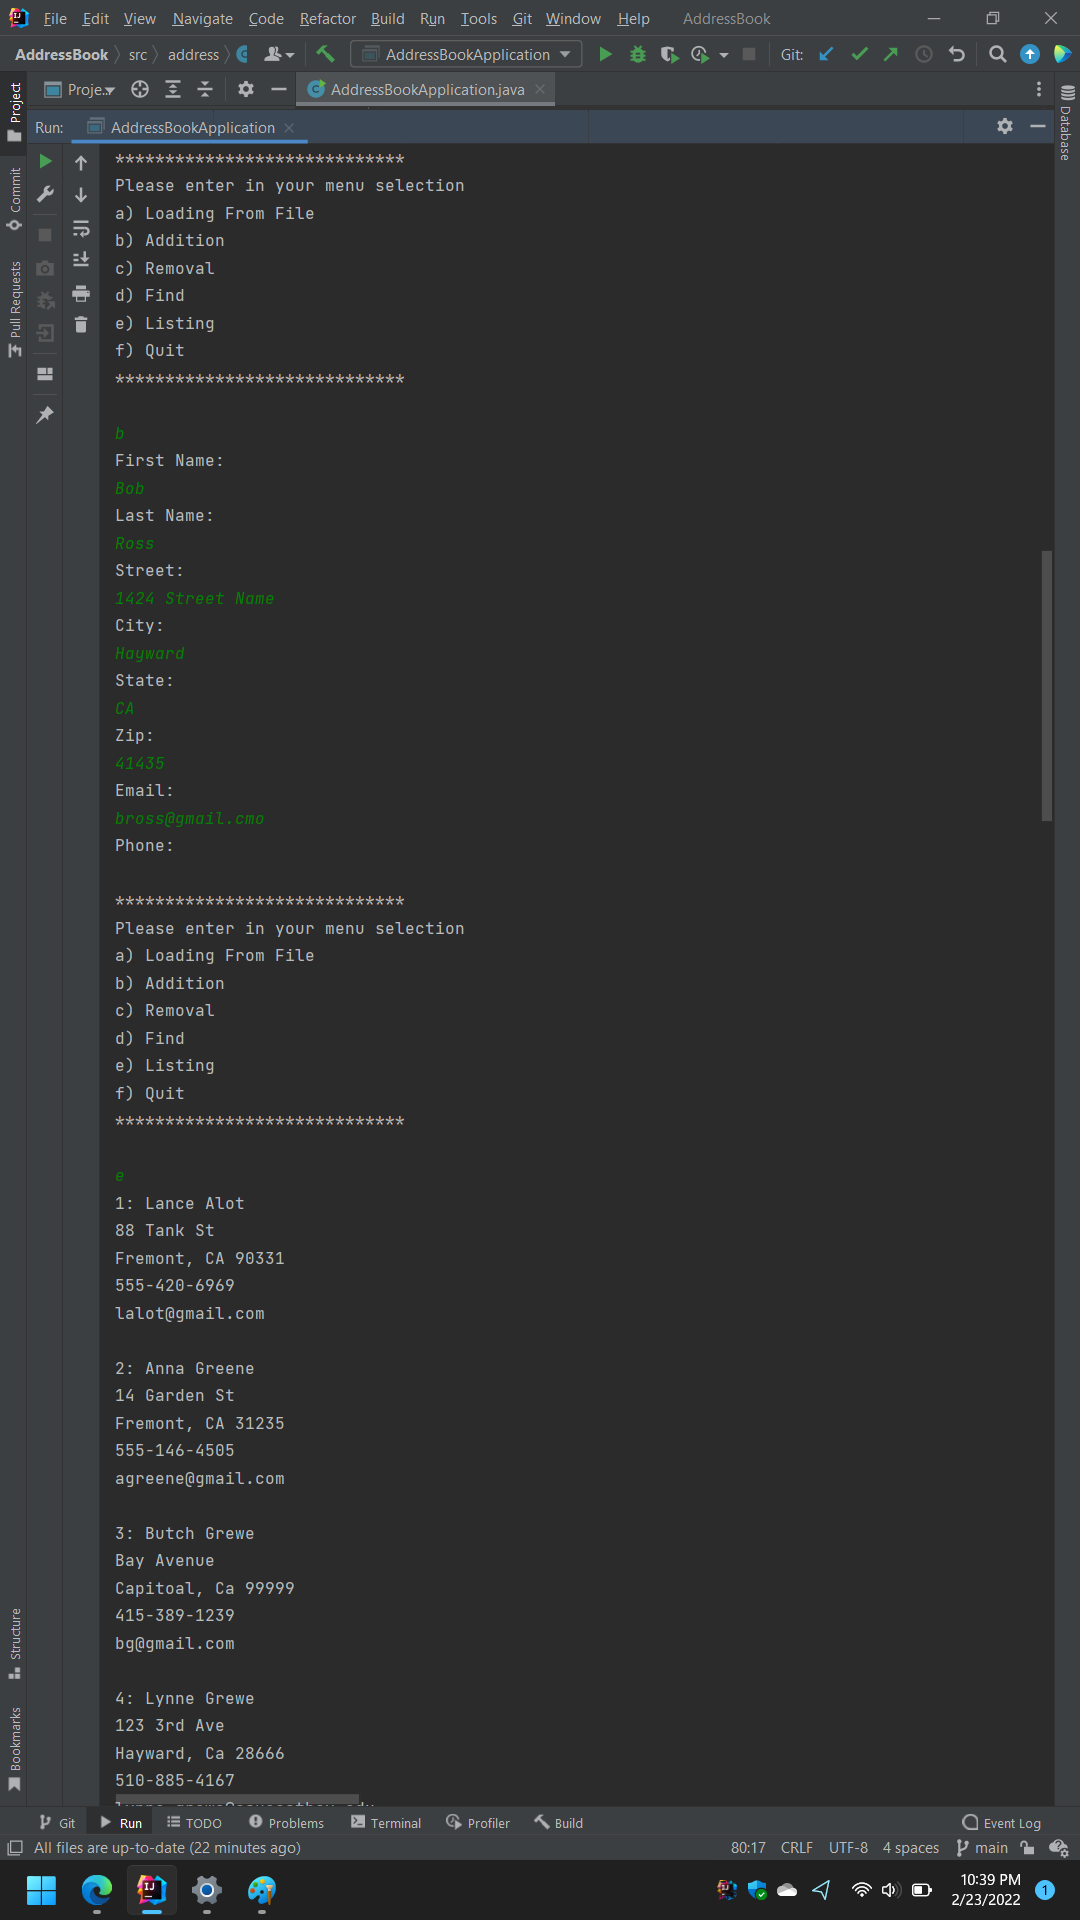 File Edit View Navigate Code Refactor Build Run Tools Git Window Help AddressBook
AddressBook src address AddressBookApplication Git:
Proje.. AddressBookApplication.java
Run: AddressBookApplication
Project
Commit
Pull Requests
Structure
Bookmarks
Database
*****************************
Please enter in your menu selection
a) Loading From File
b) Addition
c) Removal
d) Find
e) Listing
f) Quit
*****************************
b
First Name:
Bob
Last Name:
Ross
Street:
1424 Street Name
City:
Hayward
State:
CA
Zip:
41435
Email:
bross@gmail.cmo
Phone:
*****************************
Please enter in your menu selection
a) Loading From File
b) Addition
c) Removal
d) Find
e) Listing
f) Quit
*****************************
e
1: Lance Alot
88 Tank St
Fremont, CA 90331
555-420-6969
lalot@gmail.com
2: Anna Greene
14 Garden St
Fremont, CA 31235
555-146-4505
agreene@gmail.com
3: Butch Grewe
Bay Avenue
Capitoal, Ca 99999
415-389-1239
bg@gmail.com
4: Lynne Grewe
123 3rd Ave
Hayward, Ca 28666
510-885-4167
Git Run TODO Problems Terminal Profiler Build Event Log
All files are up-to-date (22 minutes ago) 80:17 CRLF UTF-8 4 spaces main
10:39 PM
2/23/2022
1